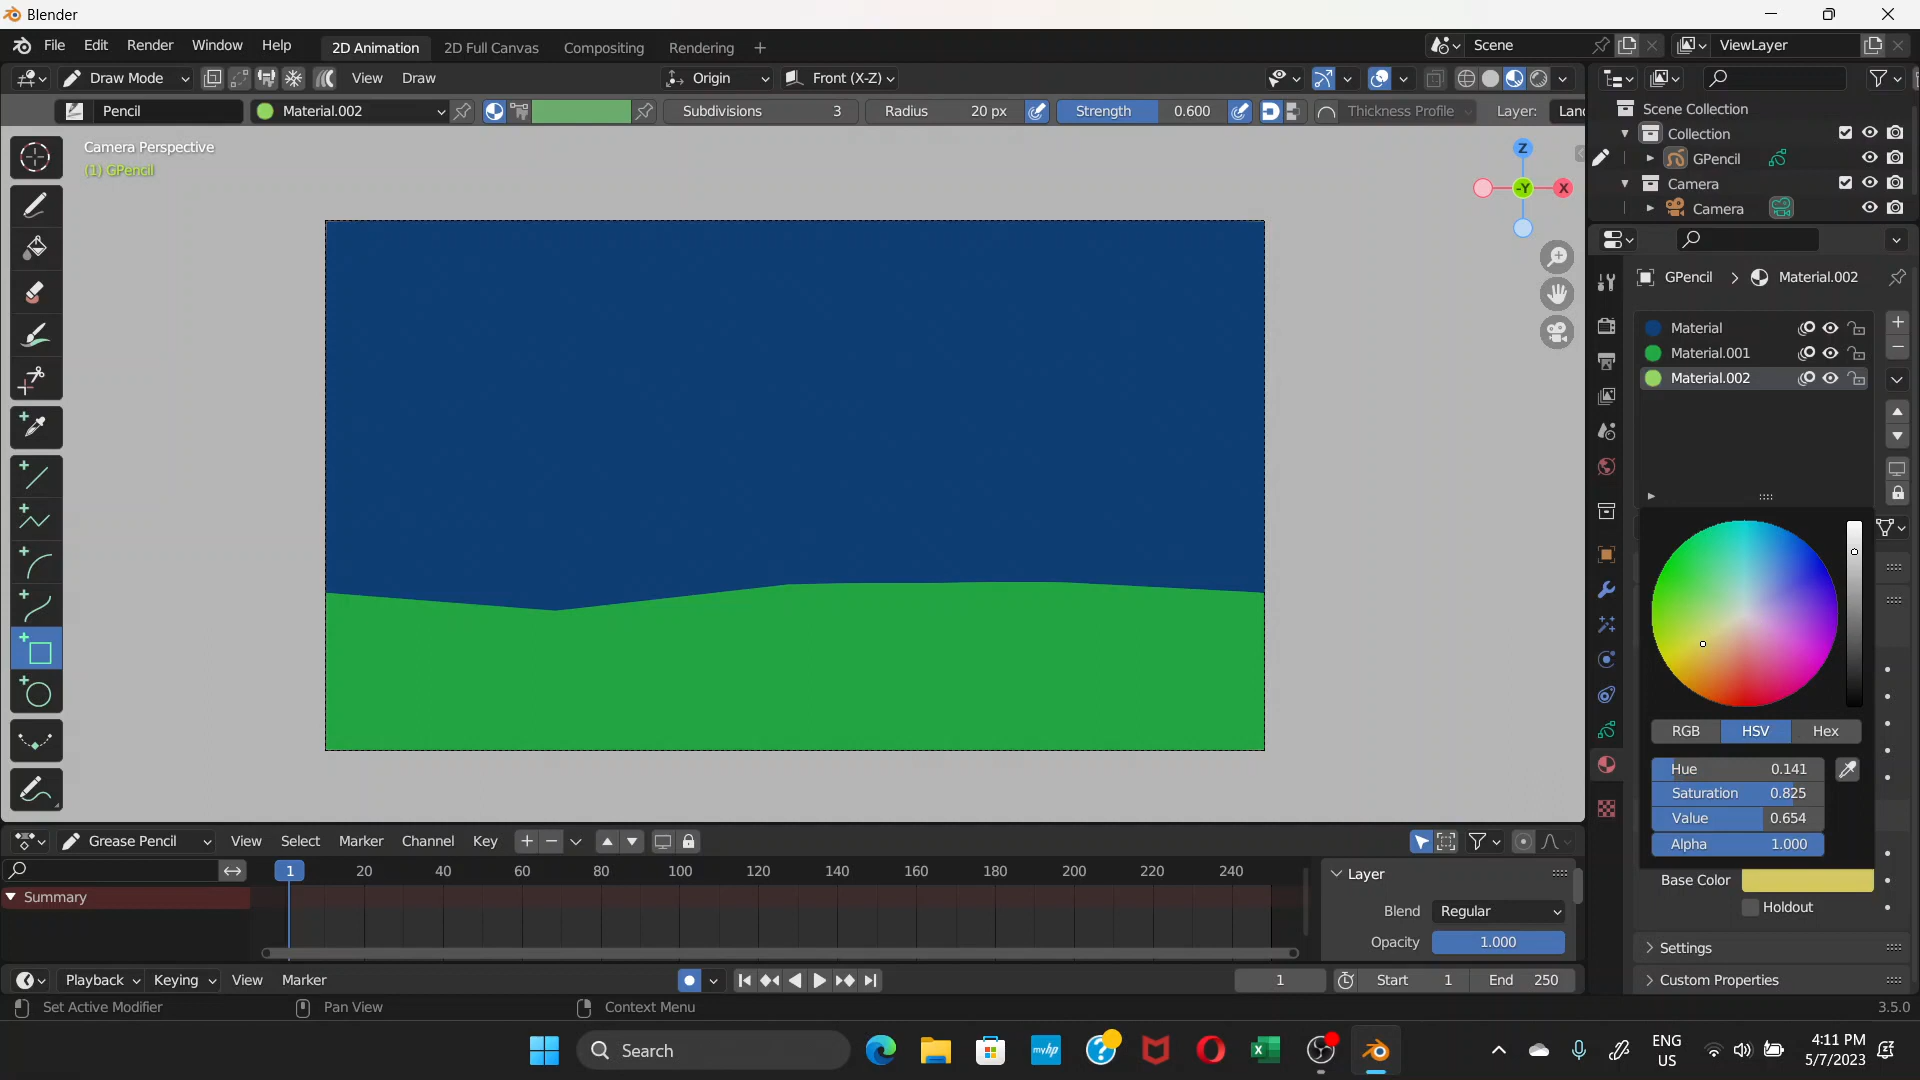 Blender
File Edit Render Window Help 2D Animation 2D Full Canvas Compositing Rendering + Scene ViewLayer
Draw Mode View Draw Origin Front (X-Z)
Pencil Material.002 Subdivisions 3 Radius 20 px Strength 0.600 Thickness Profile Layer: Lan
Camera Perspective
(1) GPencil
Z
-Y X
Scene Collection
Collection
GPencil
Camera
Camera
GPencil > Material.002
Material
Material.001
Material.002
RGB HSV Hex
Hue 0.141
Saturation 0.825
Value 0.654
Alpha 1.000
Base Color
Holdout
Settings
Custom Properties
Grease Pencil View Select Marker Channel Key
1 20 40 60 80 100 120 140 160 180 200 220 240
Summary
Layer
Blend Regular
Opacity 1.000
Playback Keying View Marker 1 Start 1 End 250
Set Active Modifier Pan View Context Menu 3.5.0
Search myhp ENG US 4:11 PM 5/7/2023